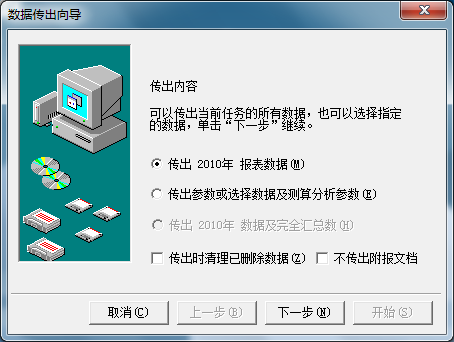 数据传出向导
传出内容
可以传出当前任务的所有数据，也可以选择指定
的数据，单击“下一步”继续。
传出 2010年 报表数据(M)
传出参数或选择数据及测算分析参数(E)
传出 2010年 数据及完全汇总数(H)
传出时清理已删除数据(Z) 不传出附报文档
取消(C) 上一步(B) 下一步(N) 开始(S)